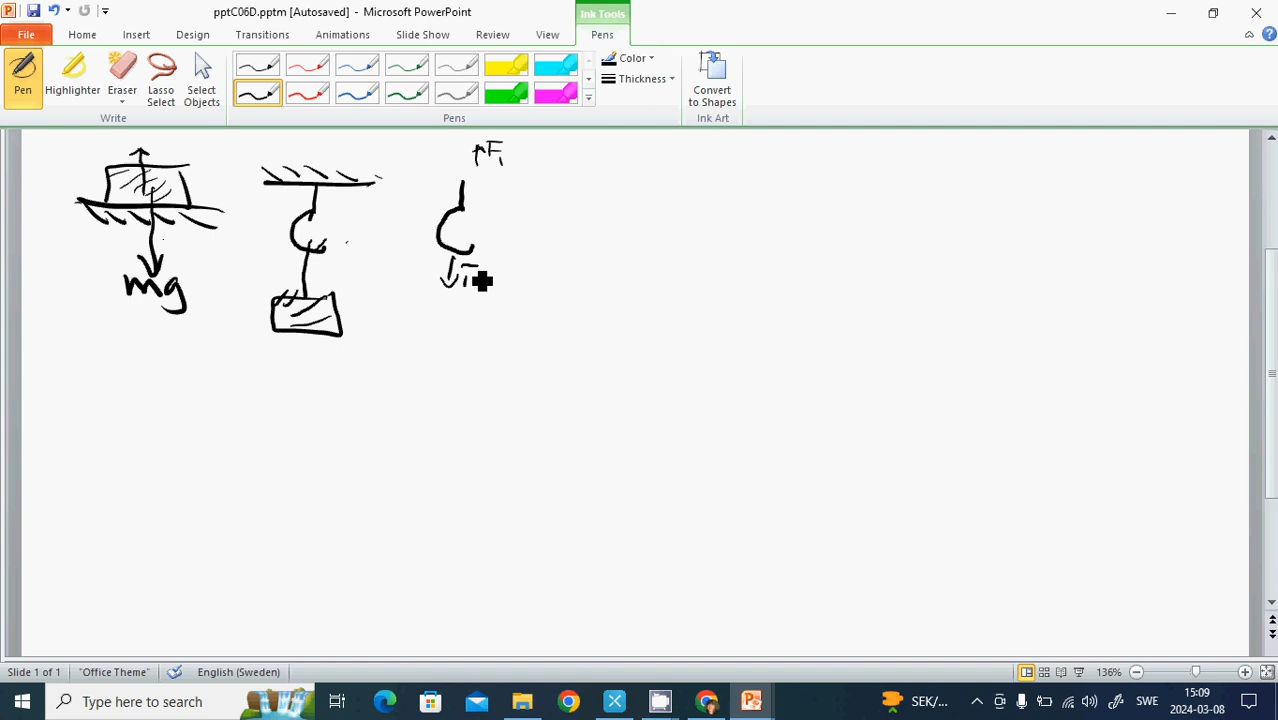 pptC06D.pptm [Autosaved] - Microsoft PowerPoint
Ink Tools
File
Home
Insert
Design
Transitions
Animations
Slide Show
Review
View
Pens
Pen
Highlighter
Eraser
Lasso
Select
Select
Objects
Color
Thickness
Convert
to Shapes
Write
Pens
Ink Art
F1
mg
Slide 1 of 1
"Office Theme"
English (Sweden)
136%
Type here to search
SEK/...
SWE
15:09
2024-03-08